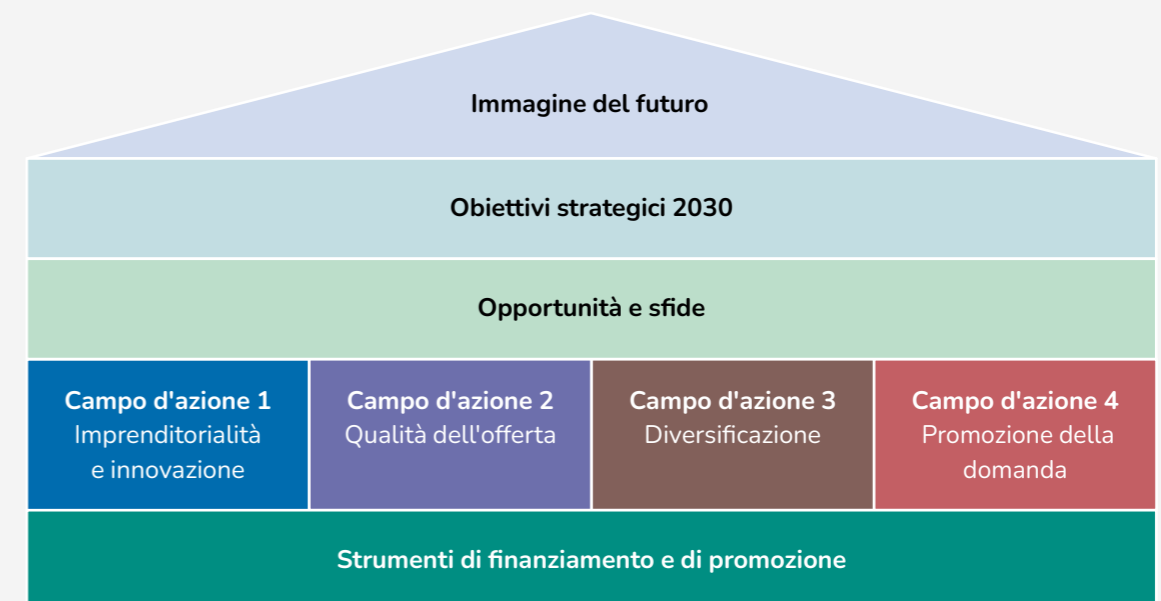 Immagine del futuro
Obiettivi strategici 2030
Opportunità e sfide
Campo d'azione 1
Imprenditorialità
e innovazione
Campo d'azione 2
Qualità dell'offerta
Campo d'azione 3
Diversificazione
Campo d'azione 4
Promozione della
domanda
Strumenti di finanziamento e di promozione